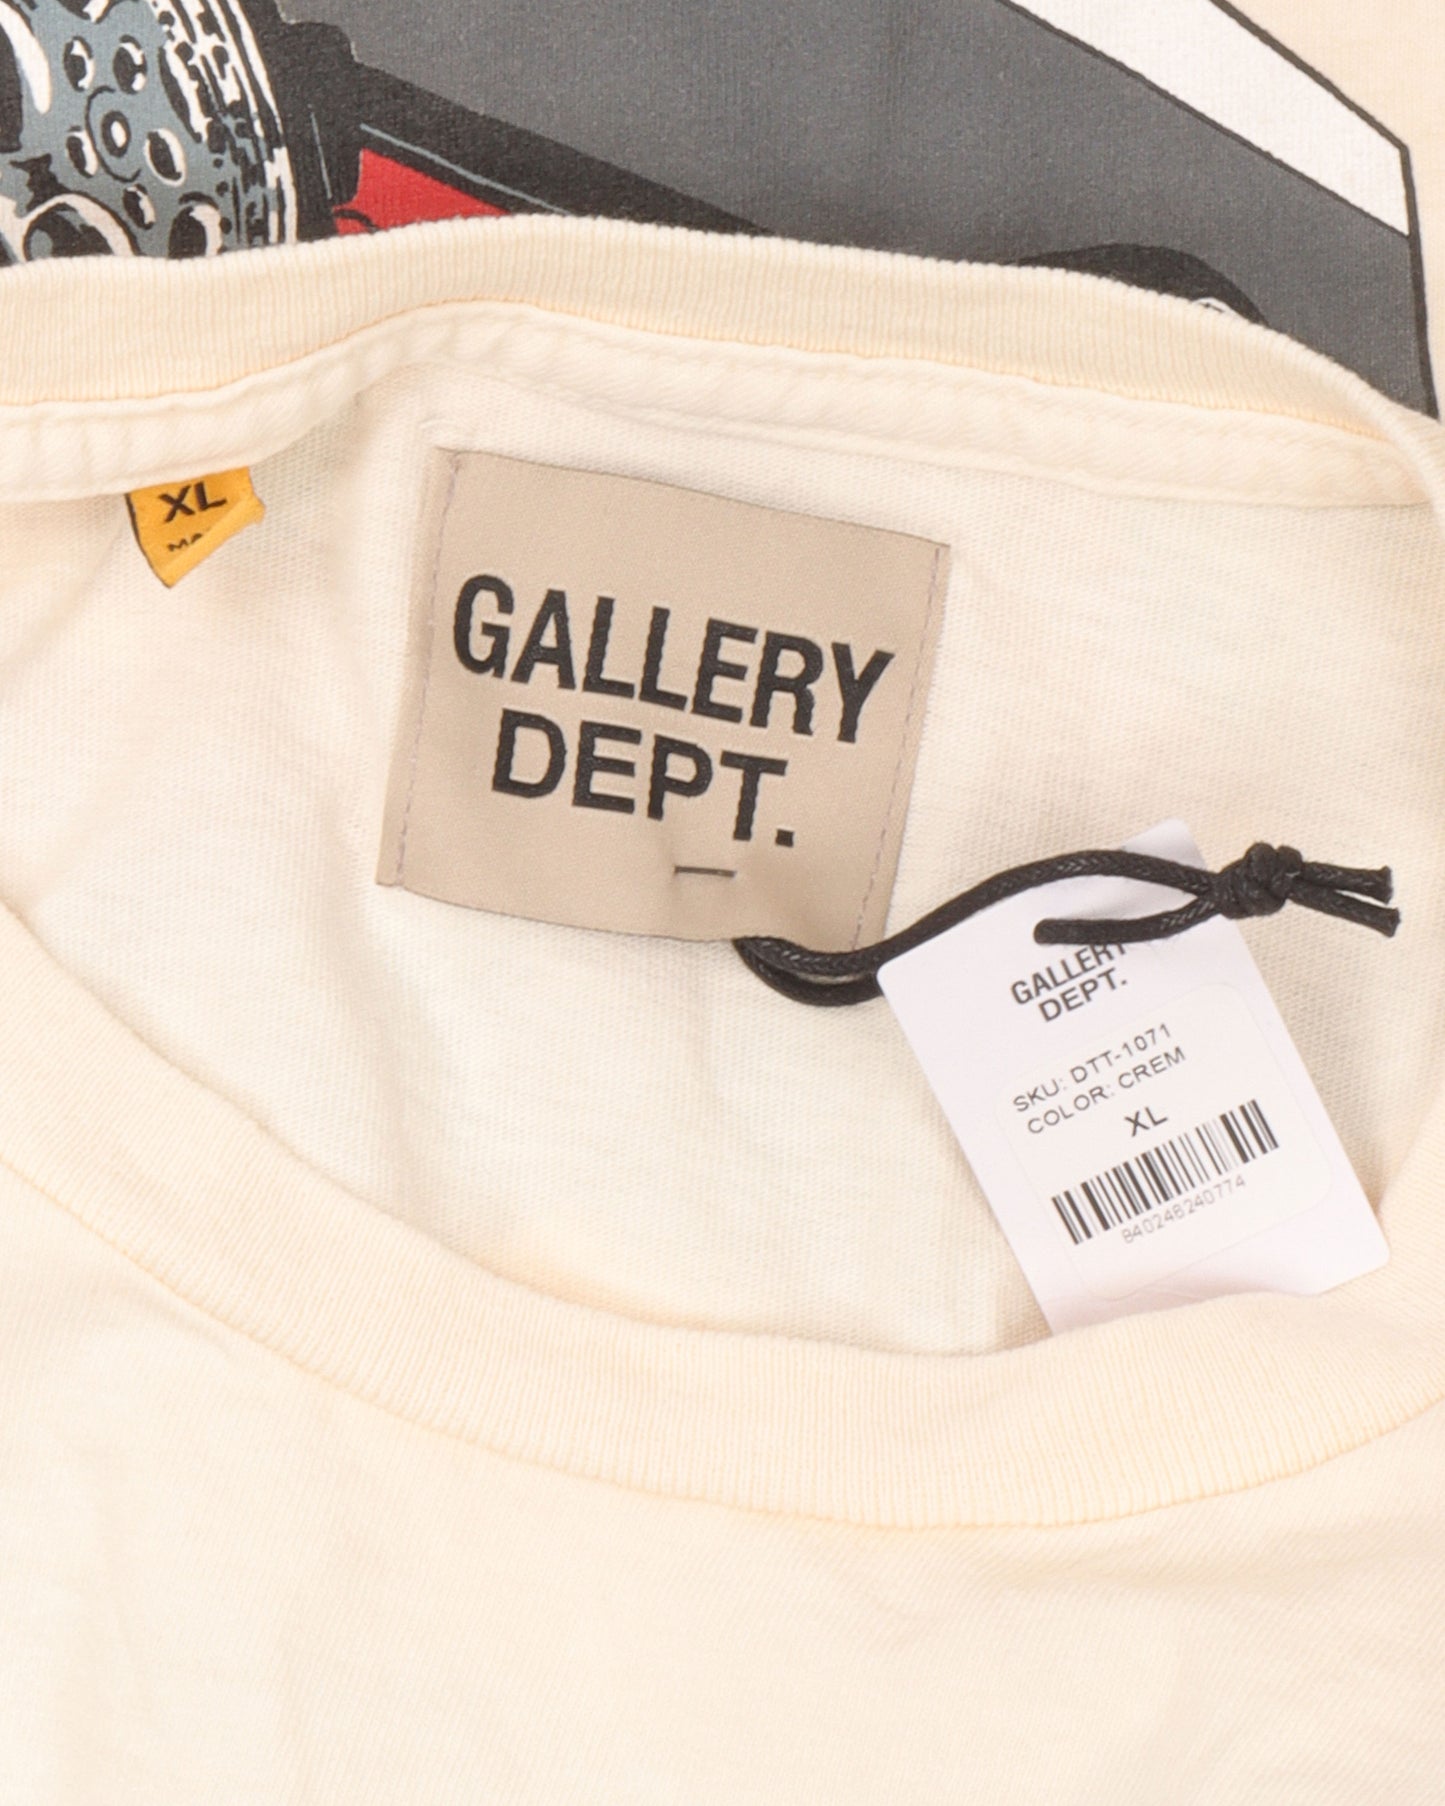 XL
GALLERY
DEPT.
GALLERY
DEPT.
SKU: DTT-1071
COLOR: CREM
XL
840248240774